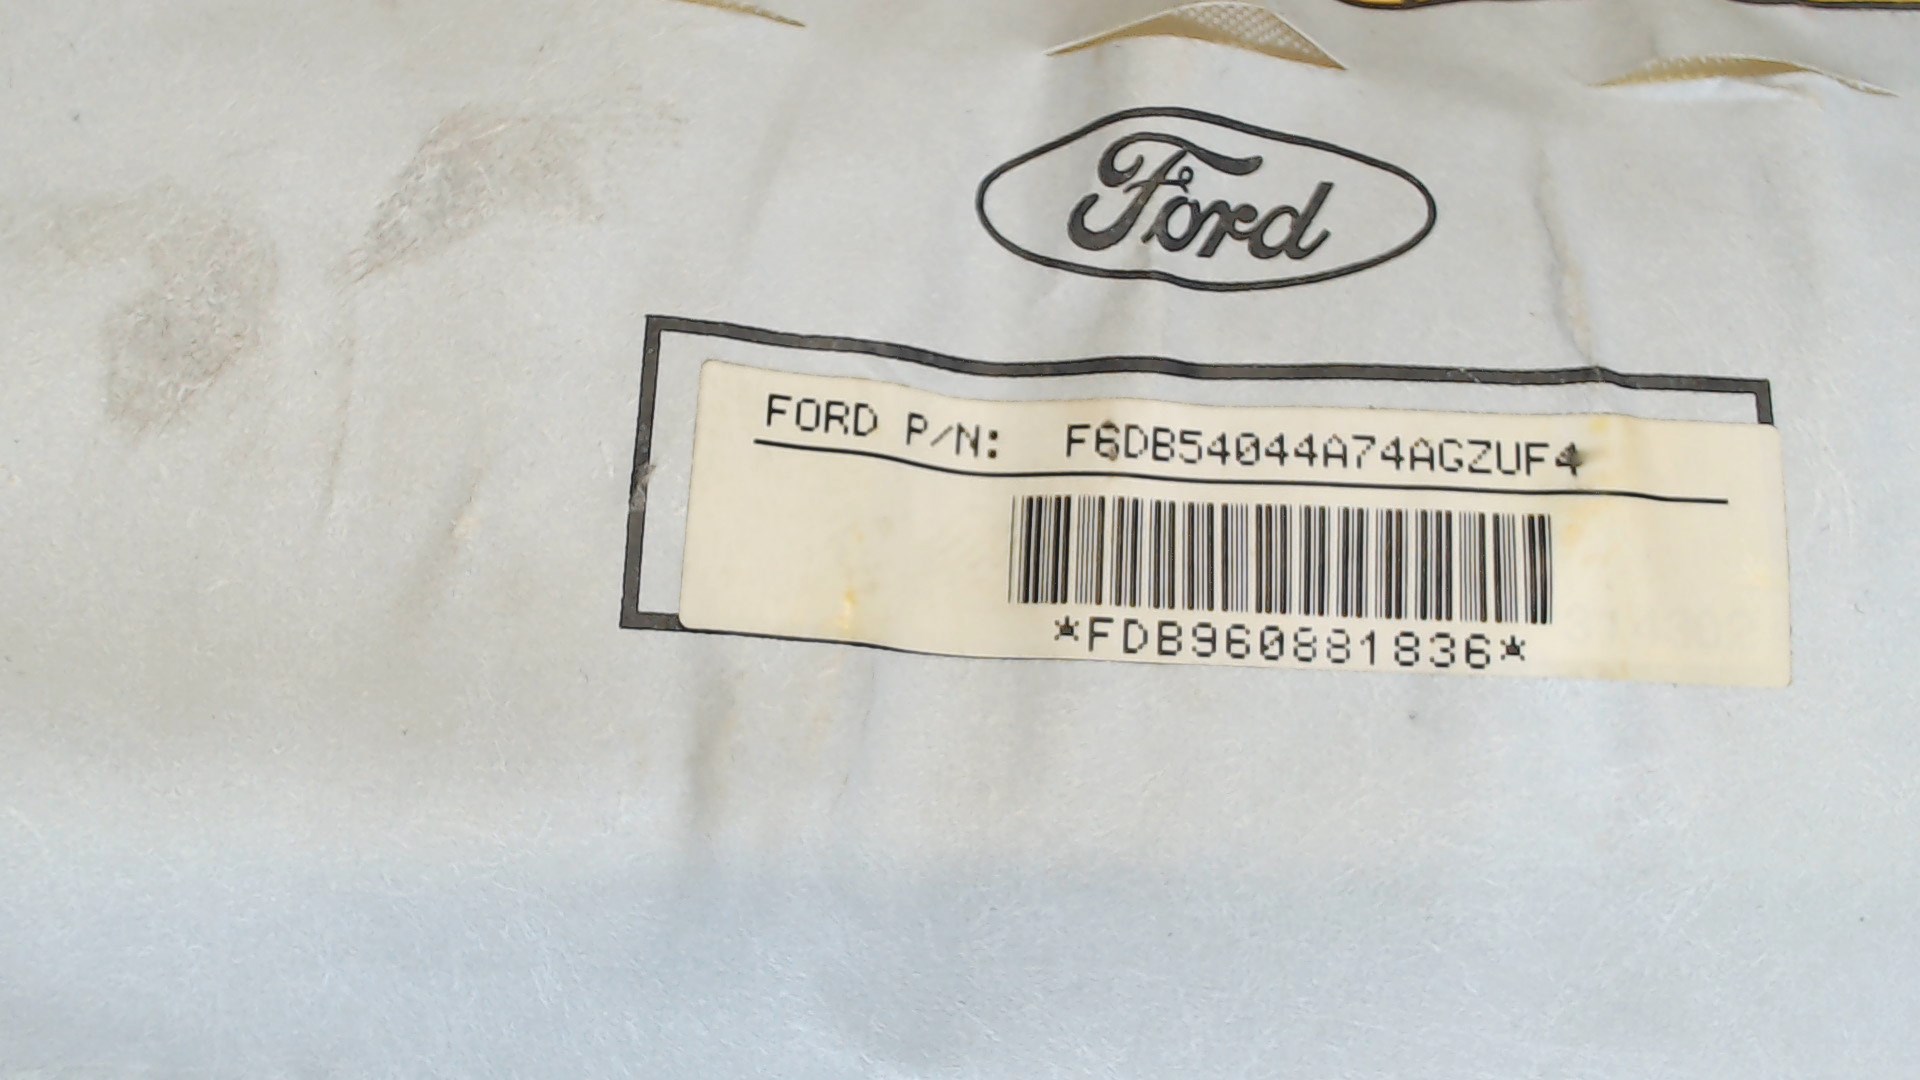 Ford
FORD P/N: F6DB54044A74AGZUF4
*FDB960881836*